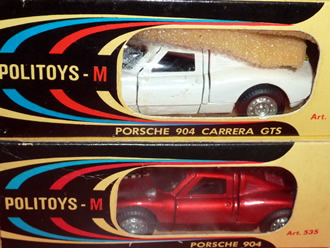 POLITOYS-M
Art.
PORSCHE 904 CARRERA GTS
POLITOYS-M
Art. 535
PORSCHE 904